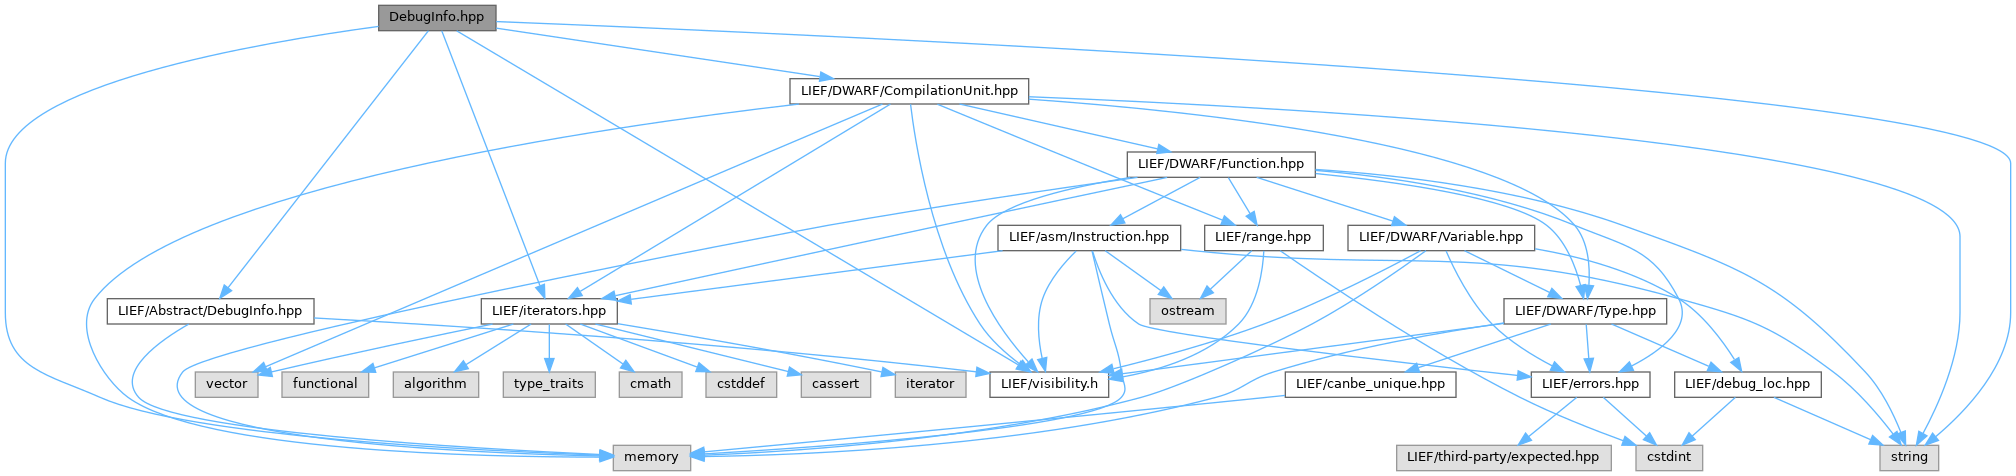 DebugInfo.hpp
LIEF/DWARF/CompilationUnit.hpp
LIEF/DWARF/Function.hpp
LIEF/asm/Instruction.hpp
LIEF/range.hpp
LIEF/DWARF/Variable.hpp
LIEF/Abstract/DebugInfo.hpp
LIEF/iterators.hpp
ostream
LIEF/DWARF/Type.hpp
vector
functional
algorithm
type_traits
cmath
cstddef
cassert
iterator
LIEF/visibility.h
LIEF/canbe_unique.hpp
LIEF/errors.hpp
LIEF/debug_loc.hpp
memory
LIEF/third-party/expected.hpp
cstdint
string